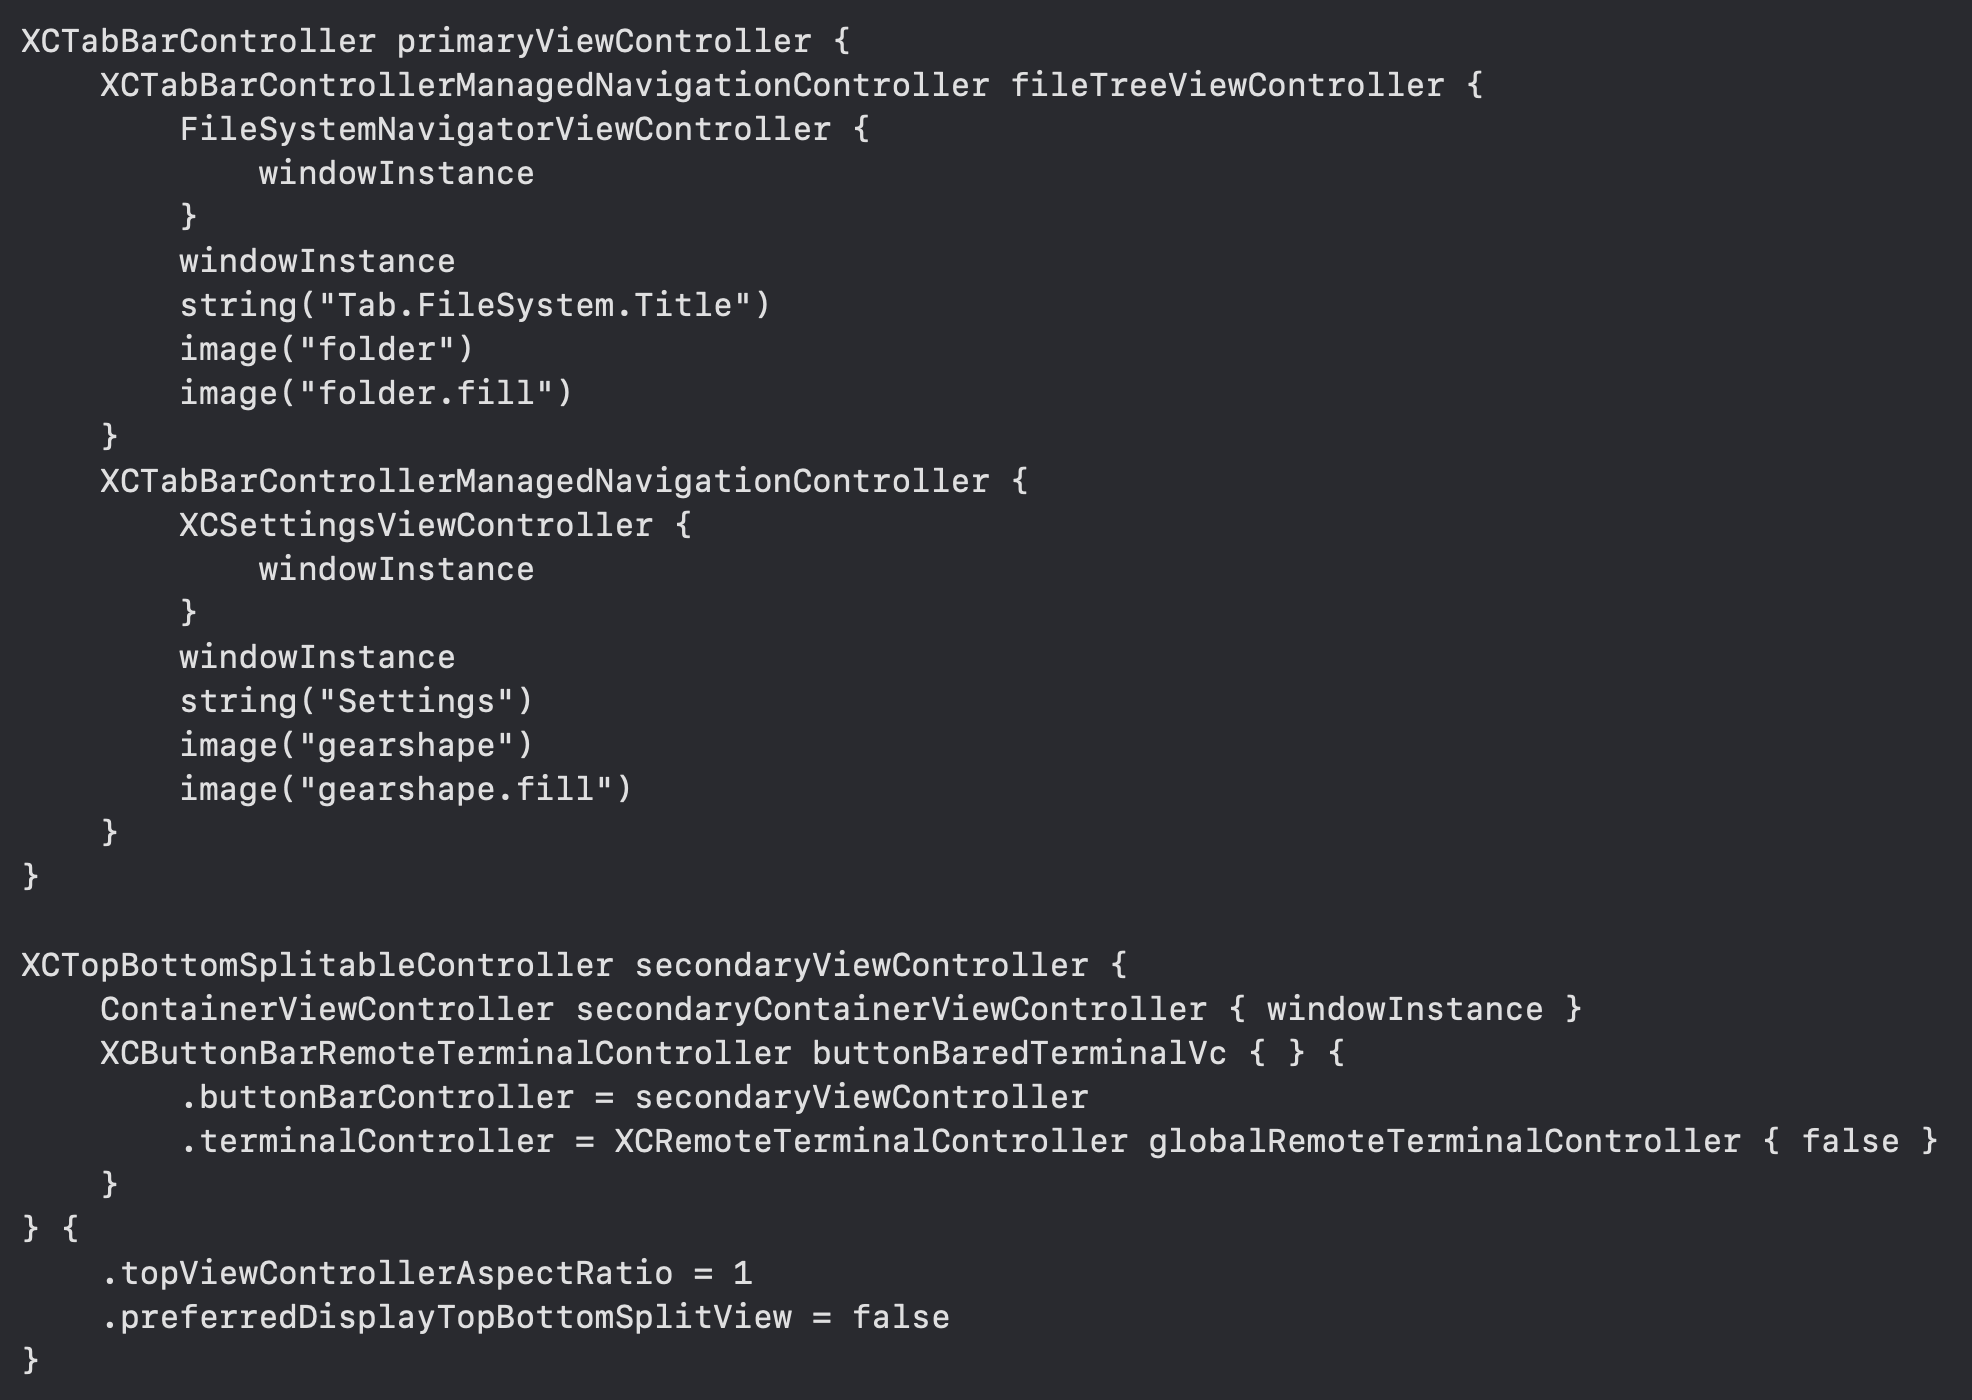 XCTabBarController primaryViewController {
    XCTabBarControllerManagedNavigationController fileTreeViewController {
        FileSystemNavigatorViewController {
            windowInstance
        }
        windowInstance
        string("Tab.FileSystem.Title")
        image("folder")
        image("folder.fill")
    }
    XCTabBarControllerManagedNavigationController {
        XCSettingsViewController {
            windowInstance
        }
        windowInstance
        string("Settings")
        image("gearshape")
        image("gearshape.fill")
    }
}

XCTopBottomSplitableController secondaryViewController {
    ContainerViewController secondaryContainerViewController { windowInstance }
    XCButtonBarRemoteTerminalController buttonBaredTerminalVc { } {
        .buttonBarController = secondaryViewController
        .terminalController = XCRemoteTerminalController globalRemoteTerminalController { false }
    }
} {
    .topViewControllerAspectRatio = 1
    .preferredDisplayTopBottomSplitView = false
}